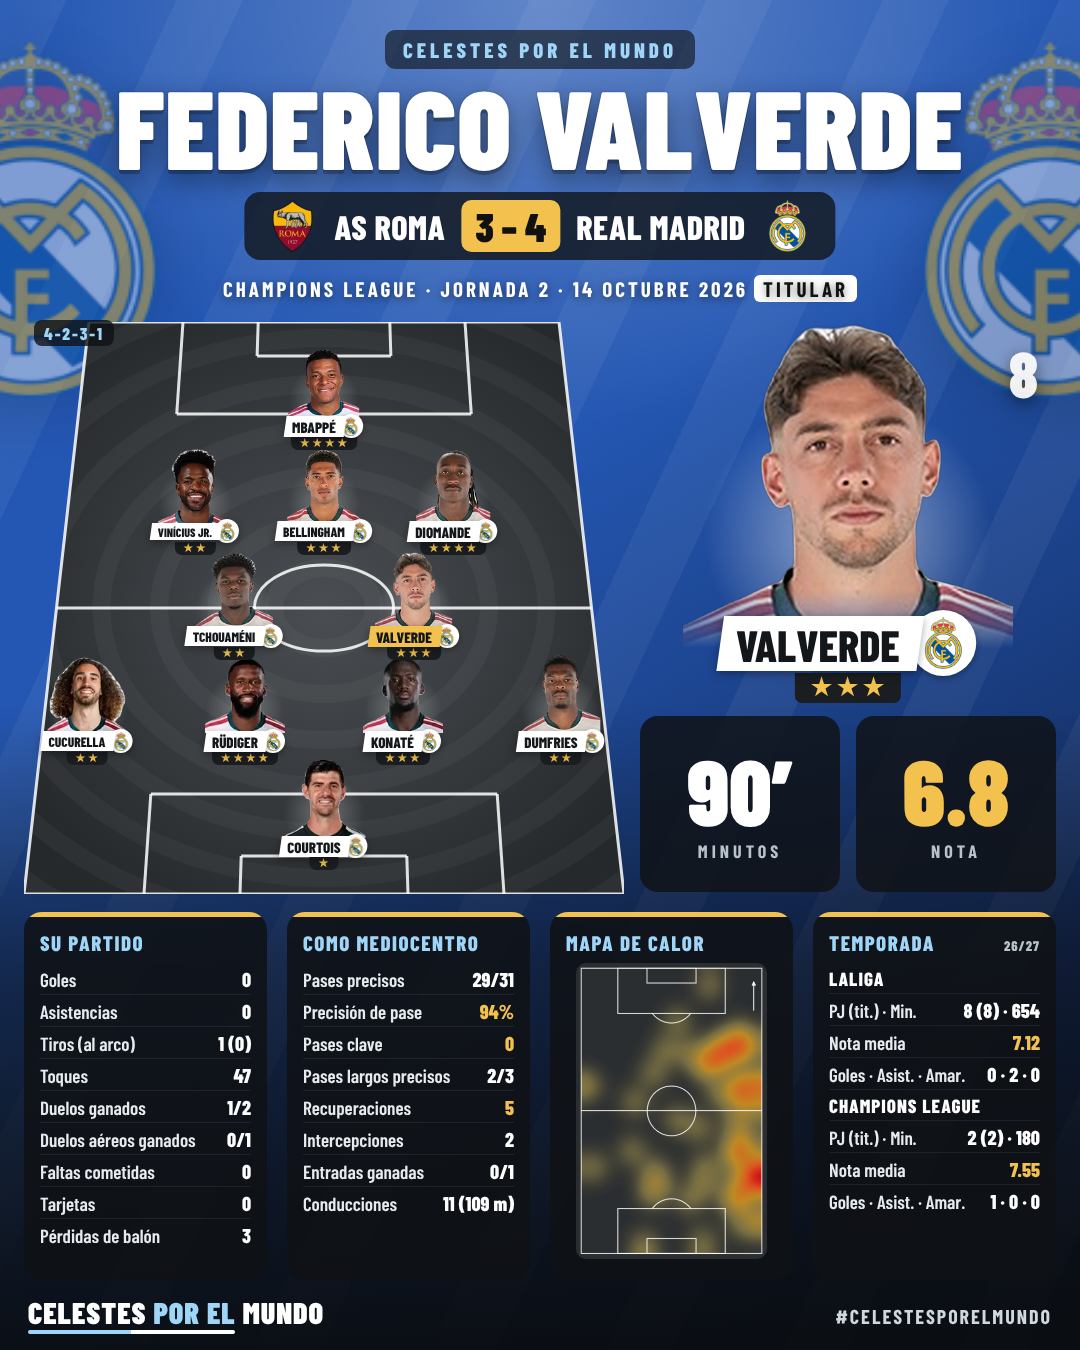 CELESTES POR EL MUNDO
FEDERICO VALVERDE
AS ROMA 3 - 4 REAL MADRID
CHAMPIONS LEAGUE · JORNADA 2 · 14 OCTUBRE 2026 TITULAR
4-2-3-1
8
MBAPPÉ
VINÍCIUS JR.
BELLINGHAM
DIOMANDE
TCHOUAMÉNI
VALVERDE
CUCURELLA
RÜDIGER
KONATÉ
DUMFRIES
COURTOIS
VALVERDE
90'
MINUTOS
6.8
NOTA
SU PARTIDO
Goles 0
Asistencias 0
Tiros (al arco) 1 (0)
Toques 47
Duelos ganados 1/2
Duelos aéreos ganados 0/1
Faltas cometidas 0
Tarjetas 0
Pérdidas de balón 3
COMO MEDIOCENTRO
Pases precisos 29/31
Precisión de pase 94%
Pases clave 0
Pases largos precisos 2/3
Recuperaciones 5
Intercepciones 2
Entradas ganadas 0/1
Conducciones 11 (109 m)
MAPA DE CALOR
TEMPORADA 26/27
LALIGA
PJ (tit.) · Min. 8 (8) · 654
Nota media 7.12
Goles · Asist. · Amar. 0 · 2 · 0
CHAMPIONS LEAGUE
PJ (tit.) · Min. 2 (2) · 180
Nota media 7.55
Goles · Asist. · Amar. 1 · 0 · 0
CELESTES POR EL MUNDO
#CELESTESPORELMUNDO